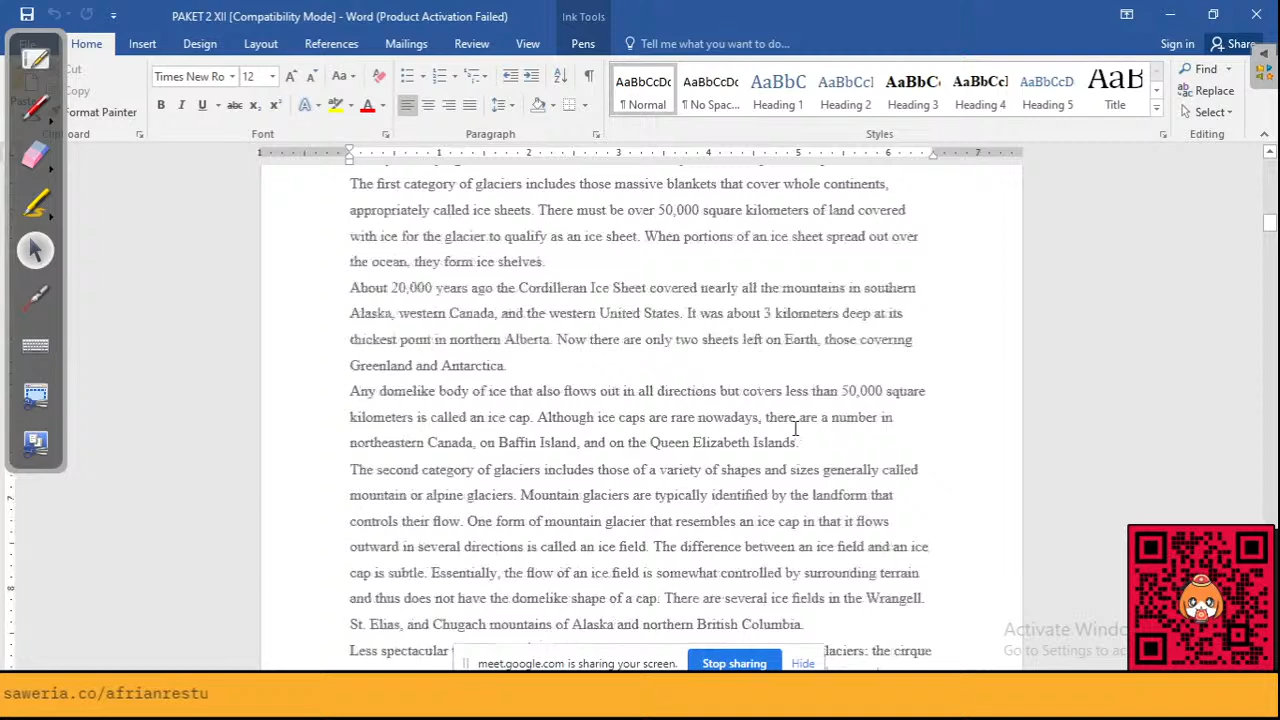 PAKET 2 XII [Compatibility Mode] - Word (Product Activation Failed)
Ink Tools
Home Insert Design Layout References Mailings Review View Pens Tell me what you want to do... Sign in Share
Cut
Copy
Format Painter
Clipboard
Times New Ro 12
Font
Paragraph
AaBbCcDc AaBbCcDc AaBbC AaBbCcD AaBbC AaBbCcD AaBbCcD AaB
¶ Normal ¶ No Spac... Heading 1 Heading 2 Heading 3 Heading 4 Heading 5 Title
Styles
Find
Replace
Select
Editing
1 1 2 3 4 5 6 7
The first category of glaciers includes those massive blankets that cover whole continents,
appropriately called ice sheets. There must be over 50,000 square kilometers of land covered
with ice for the glacier to qualify as an ice sheet. When portions of an ice sheet spread out over
the ocean, they form ice shelves.
About 20,000 years ago the Cordilleran Ice Sheet covered nearly all the mountains in southern
Alaska, western Canada, and the western United States. It was about 3 kilometers deep at its
thickest point in northern Alberta. Now there are only two sheets left on Earth, those covering
Greenland and Antarctica.
Any domelike body of ice that also flows out in all directions but covers less than 50,000 square
kilometers is called an ice cap. Although ice caps are rare nowadays, there are a number in
northeastern Canada, on Baffin Island, and on the Queen Elizabeth Islands.
The second category of glaciers includes those of a variety of shapes and sizes generally called
mountain or alpine glaciers. Mountain glaciers are typically identified by the landform that
controls their flow. One form of mountain glacier that resembles an ice cap in that it flows
outward in several directions is called an ice field. The difference between an ice field and an ice
cap is subtle. Essentially, the flow of an ice field is somewhat controlled by surrounding terrain
and thus does not have the domelike shape of a cap. There are several ice fields in the Wrangell.
St. Elias, and Chugach mountains of Alaska and northern British Columbia.
Less spectacular glaciers: the cirque
meet.google.com is sharing your screen. Stop sharing Hide
Activate Windo
Go to Settings to ac
saweria.co/afrianrestu